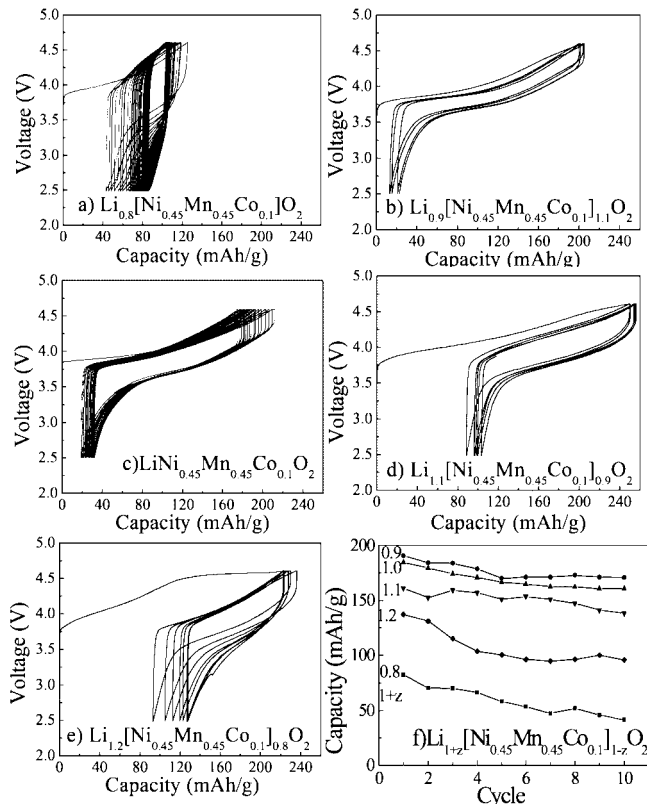 5.0
4.5
4.0
3.5
3.0
2.5
2.0
Voltage (V)
a) Li0.8[Ni0.45Mn0.45Co0.1]O2
0 40 80 120 160 200 240
Capacity (mAh/g)
5.0
4.5
4.0
3.5
3.0
2.5
2.0
Voltage (V)
b) Li0.9[Ni0.45Mn0.45Co0.1]1.1O2
0 40 80 120 160 200 240
Capacity (mAh/g)
5.0
4.5
4.0
3.5
3.0
2.5
2.0
Voltage (V)
c)LiNi0.45Mn0.45Co0.1O2
0 40 80 120 160 200 240
Capacity (mAh/g)
5.0
4.5
4.0
3.5
3.0
2.5
2.0
Voltage (V)
d) Li1.1[Ni0.45Mn0.45Co0.1]0.9O2
0 40 80 120 160 200 240
Capacity (mAh/g)
5.0
4.5
4.0
3.5
3.0
2.5
2.0
Voltage (V)
e) Li1.2[Ni0.45Mn0.45Co0.1]0.8O2
0 40 80 120 160 200 240
Capacity (mAh/g)
200
150
100
50
0
Capacity (mAh/g)
0.9
1.0
1.1
1.2
0.8
1+z
f)Li1+z[Ni0.45Mn0.45Co0.1]1-zO2
0 2 4 6 8 10
Cycle